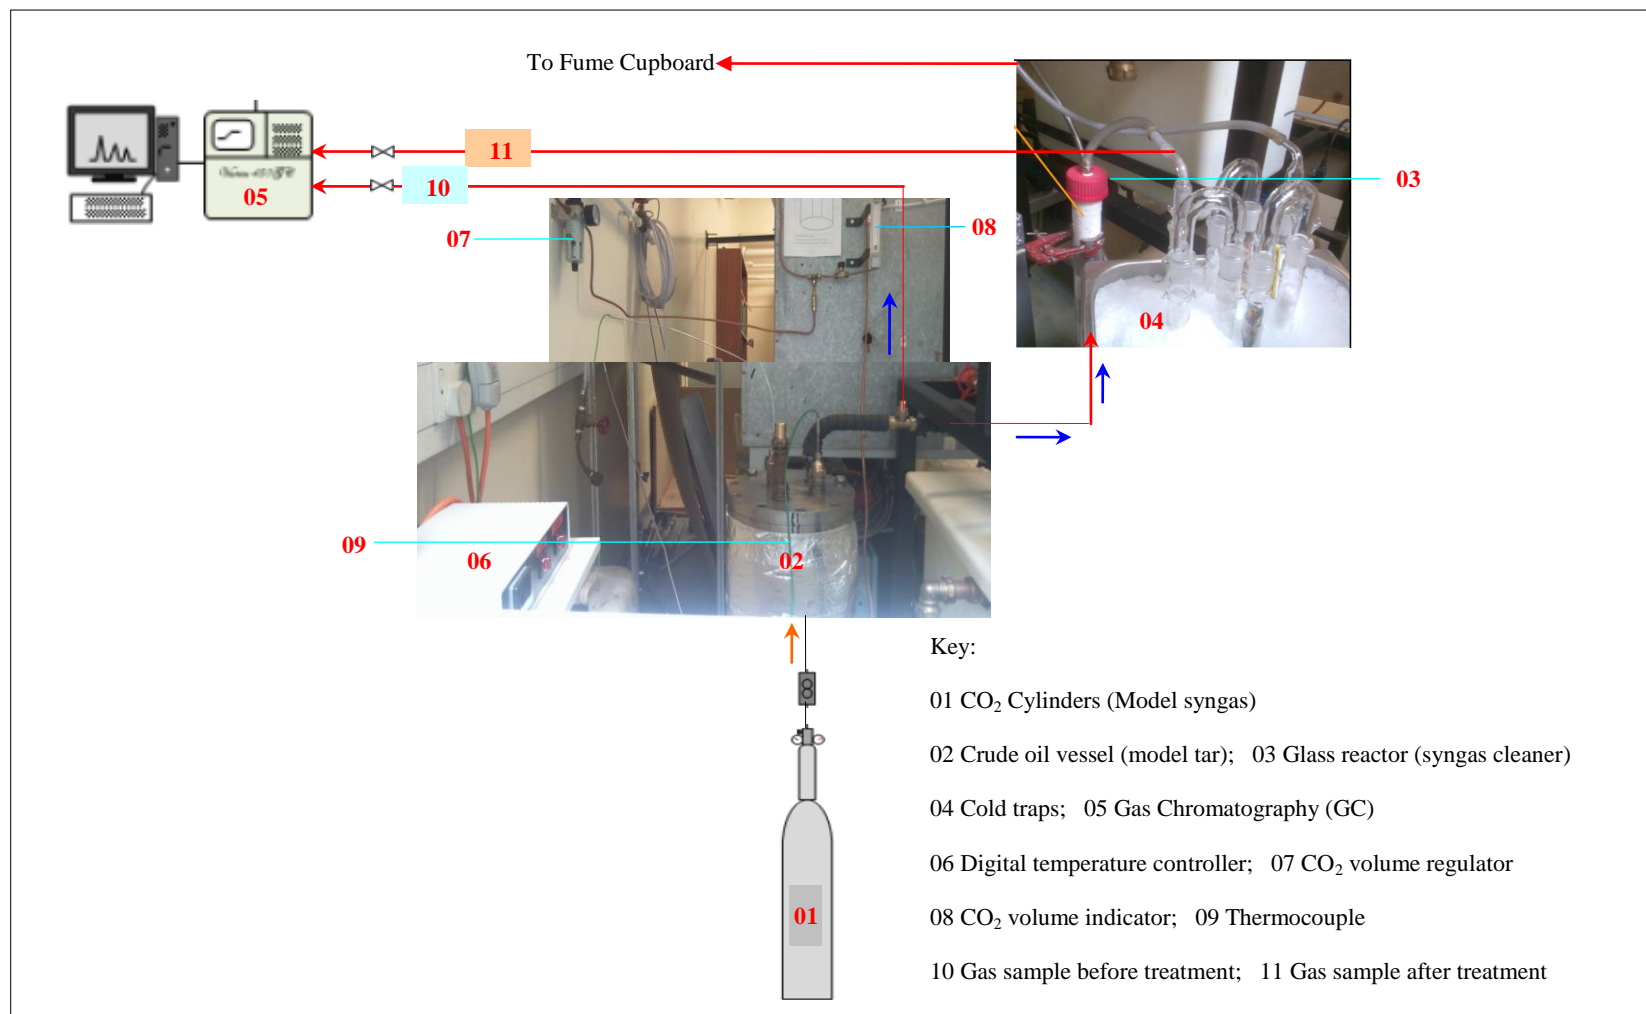 To Fume Cupboard
11
10
05
03
07
08
04
09
06
02
Key:
01 CO₂ Cylinders (Model syngas)
02 Crude oil vessel (model tar); 03 Glass reactor (syngas cleaner)
04 Cold traps; 05 Gas Chromatography (GC)
06 Digital temperature controller; 07 CO₂ volume regulator
01
08 CO₂ volume indicator; 09 Thermocouple
10 Gas sample before treatment; 11 Gas sample after treatment